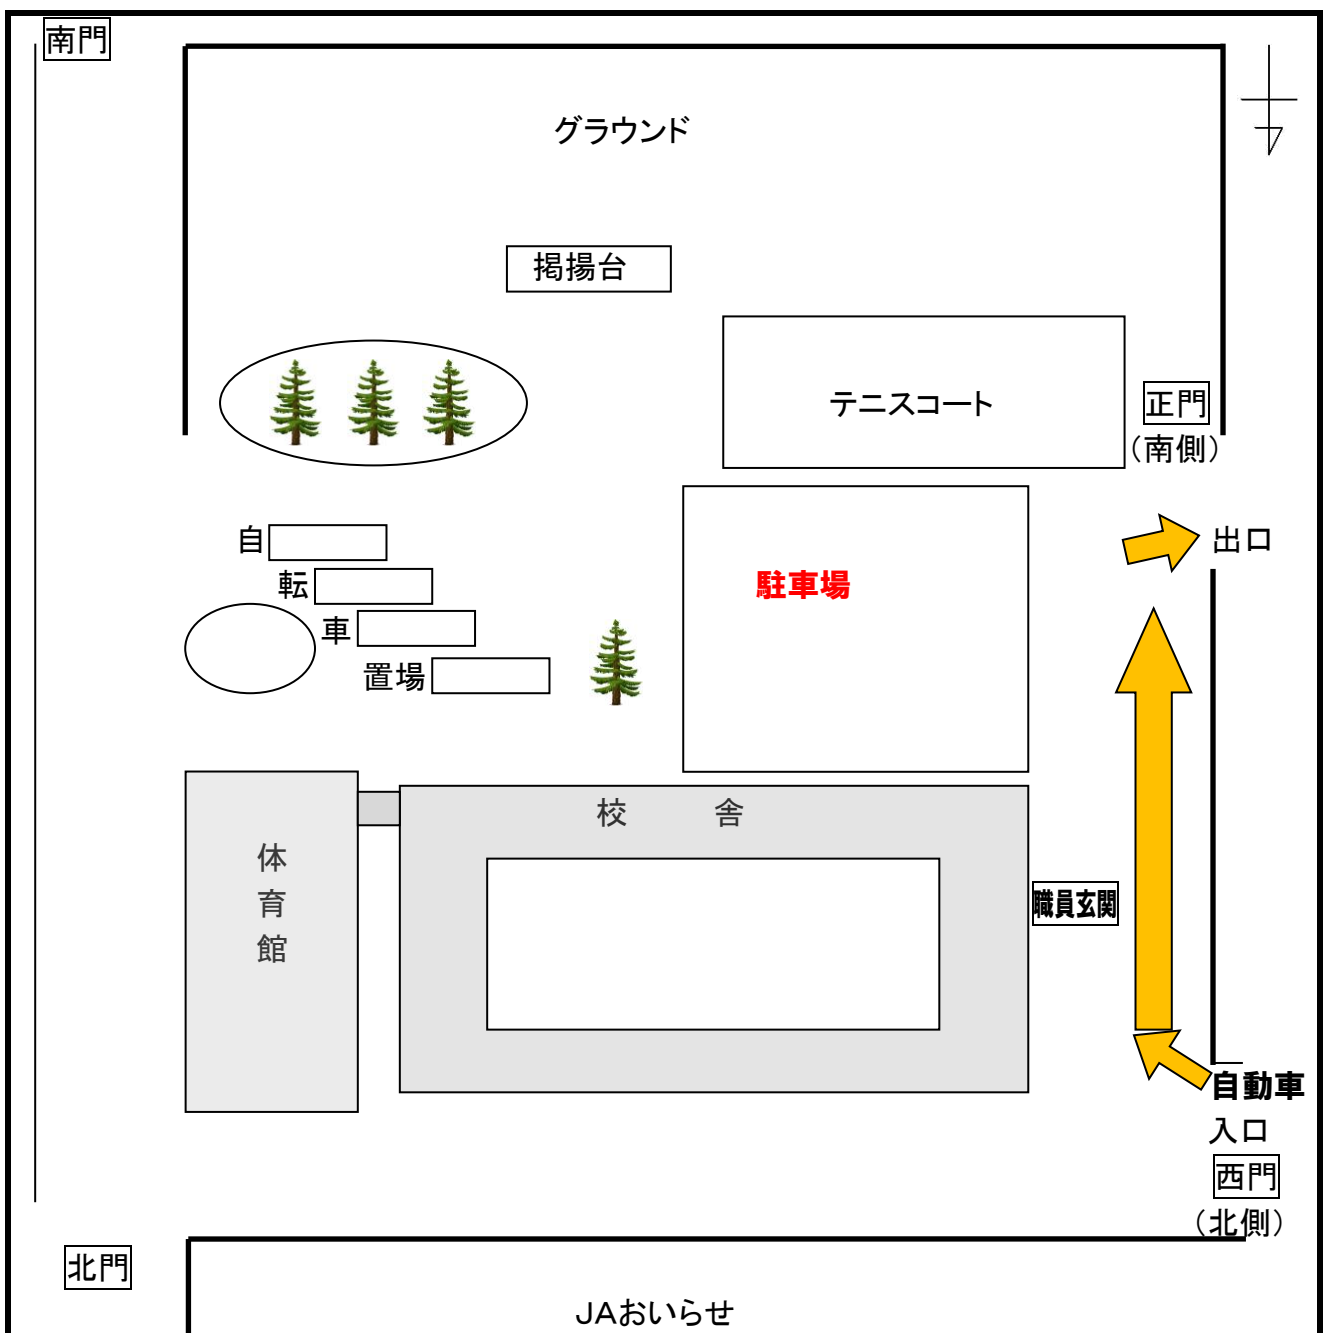 南門
グラウンド
掲揚台
テニスコート
正門
（南側）
出口
自
転
車
置場
駐車場
校　　舎
体
育
館
職員玄関
自動車
入口
西門
（北側）
北門
JAおいらせ